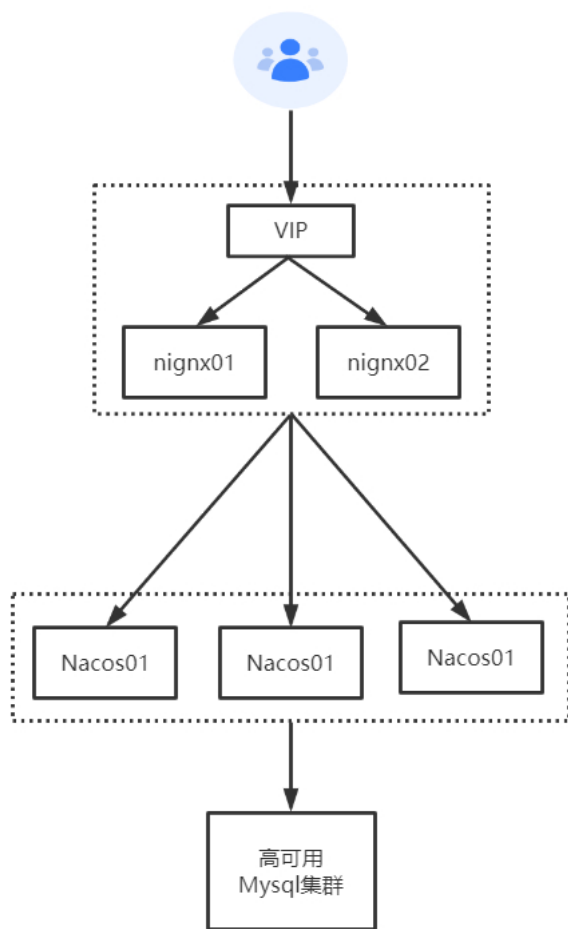 VIP
nignx01
nignx02
Nacos01
Nacos01
Nacos01
高可用
Mysql集群